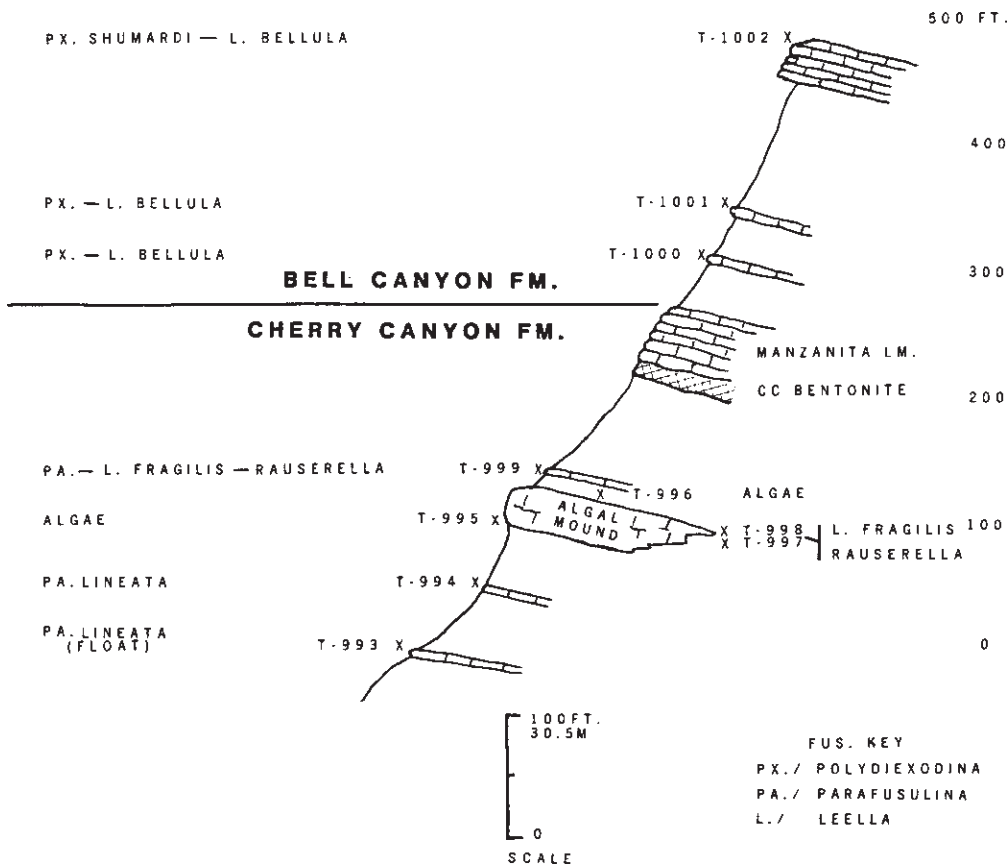 500 FT.
PX. SHUMARDI — L. BELLULA T-1002 X
400
PX. — L. BELLULA T-1001 X
PX. — L. BELLULA T-1000 X
300
BELL CANYON FM.
CHERRY CANYON FM.
MANZANITA LM.
CC BENTONITE
200
PA. — L. FRAGILIS — RAUSERELLA T-999 X
X T-996 ALGAE
ALGAL
MOUND
ALGAE T-995 X
100
X T-998 L. FRAGILIS
X T-997 RAUSERELLA
PA. LINEATA T-994 X
PA. LINEATA
(FLOAT) T-993 X
0
100FT.
30.5M
0
SCALE
FUS. KEY
PX./ POLYDIEXODINA
PA./ PARAFUSULINA
L./ LEELLA